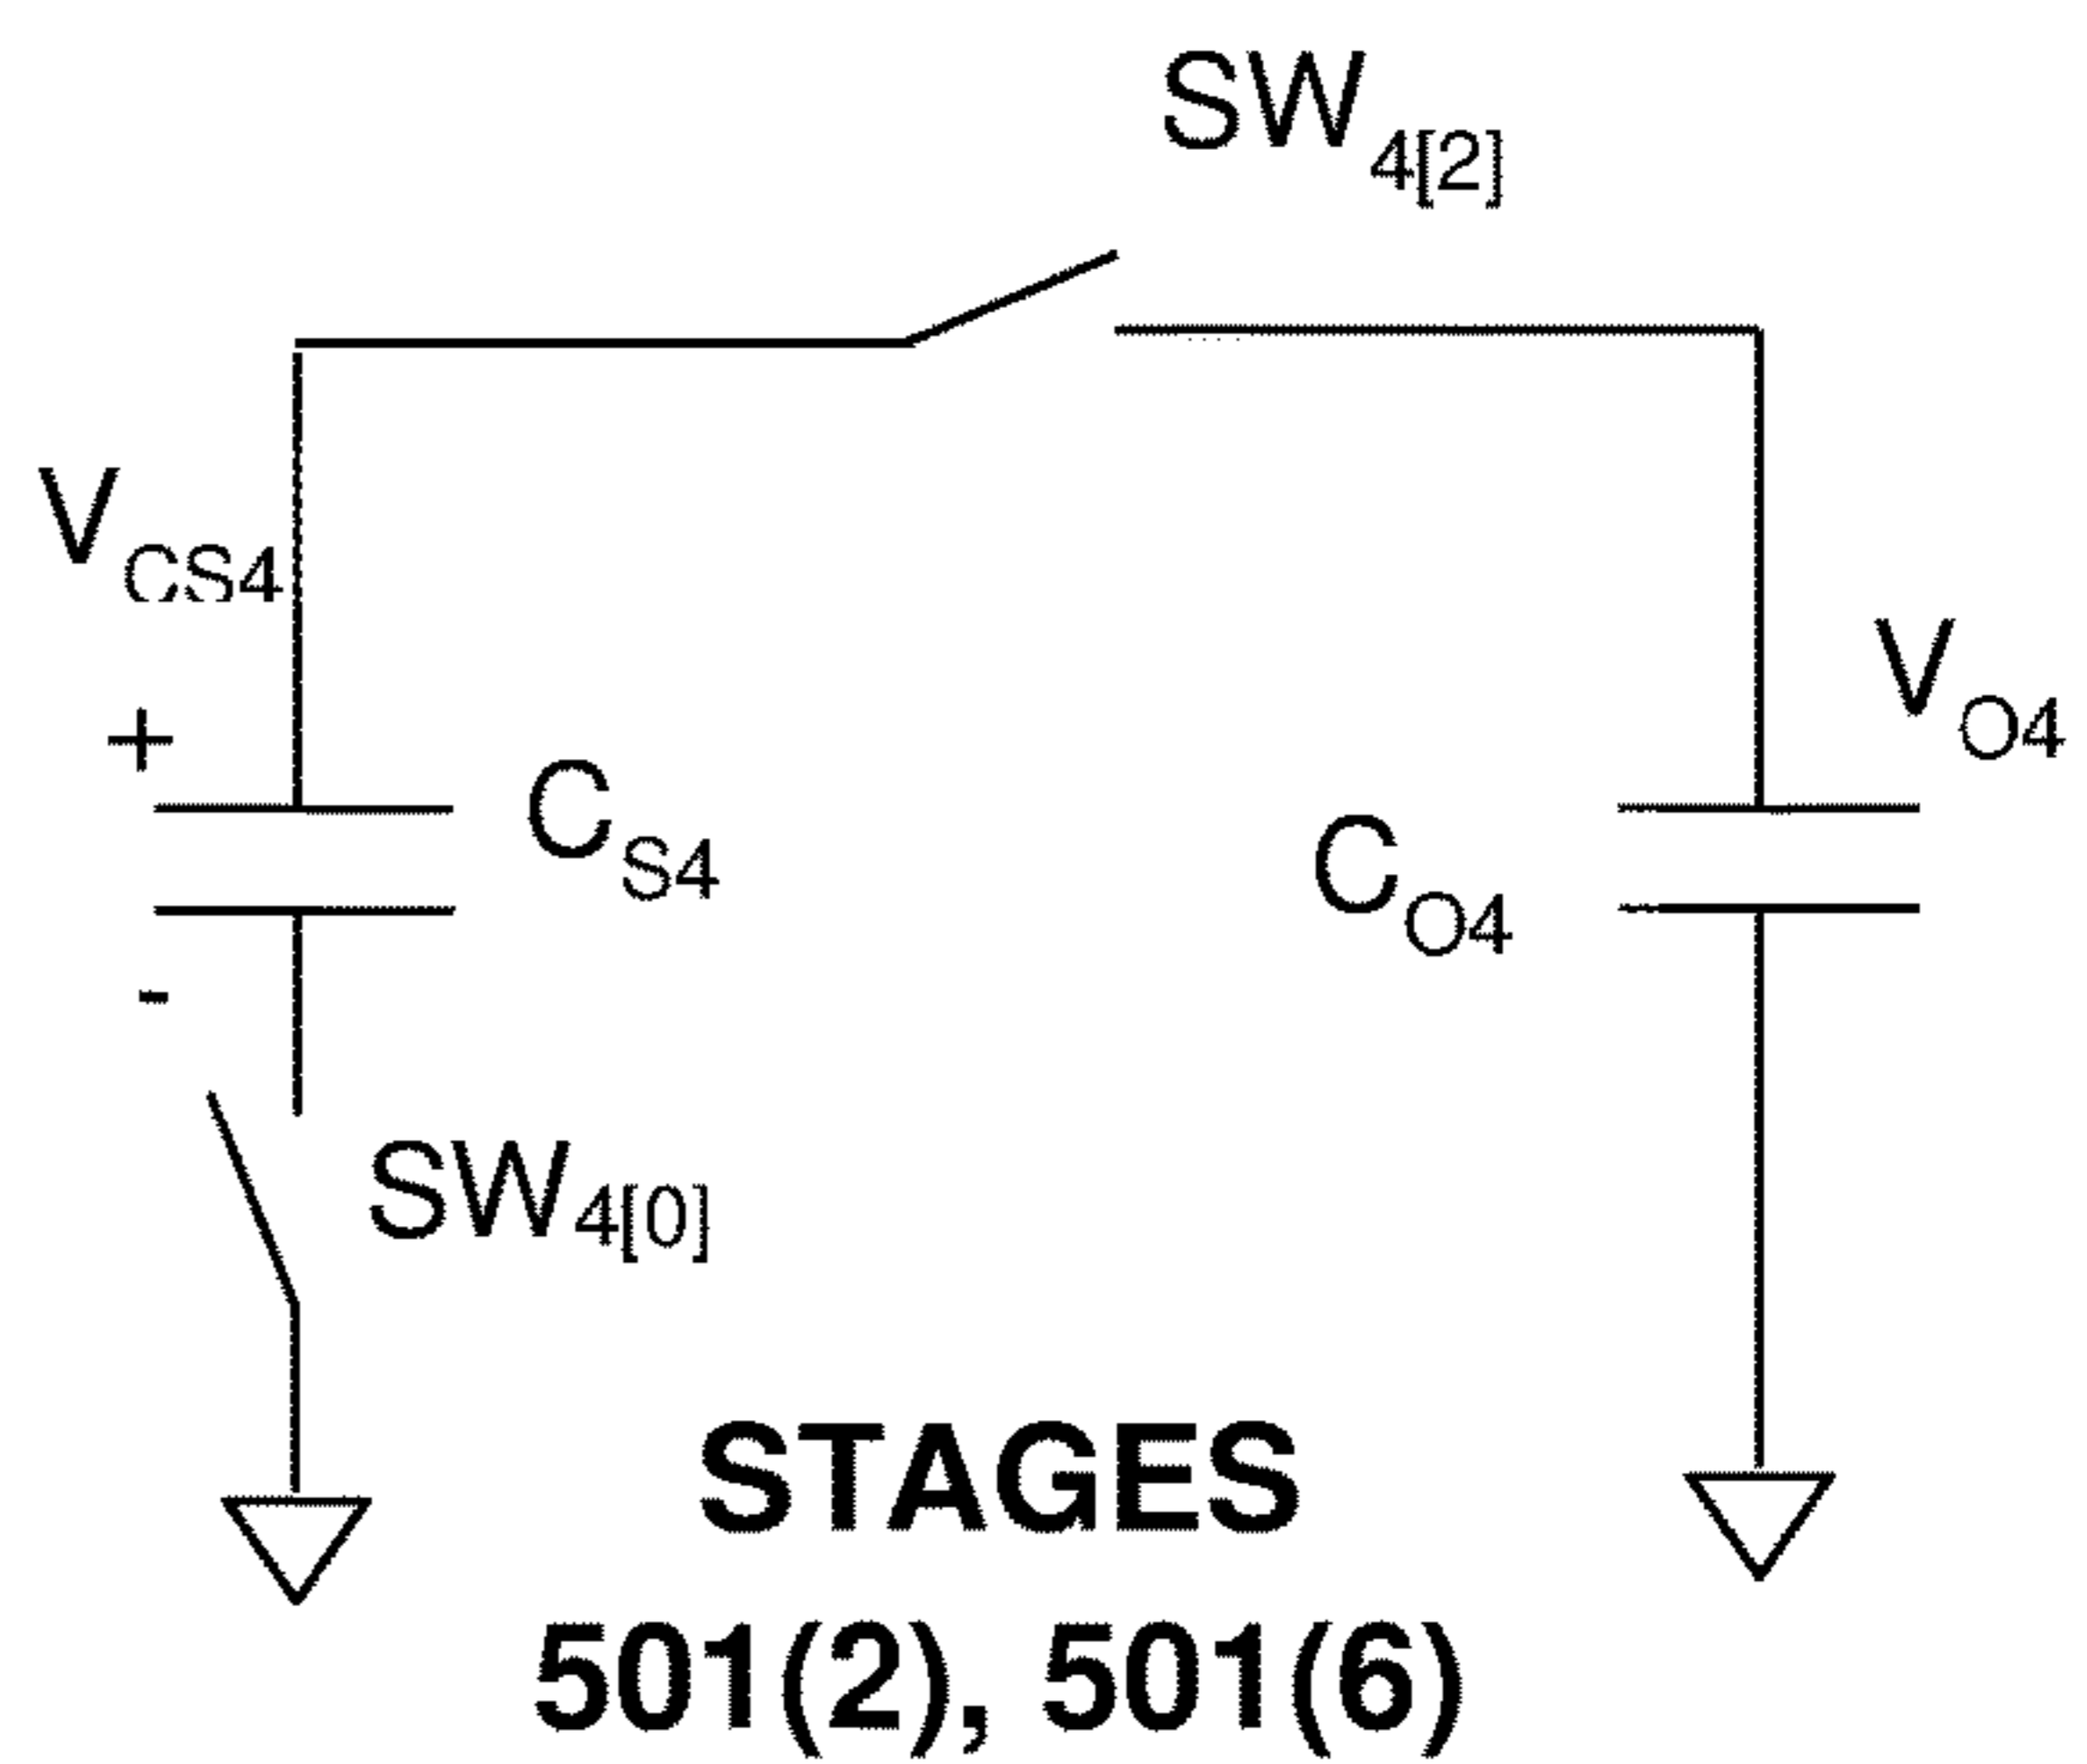 SW4[2]
VCS4
VO4
+
CS4
CO4
-
SW4[0]
STAGES
501(2), 501(6)